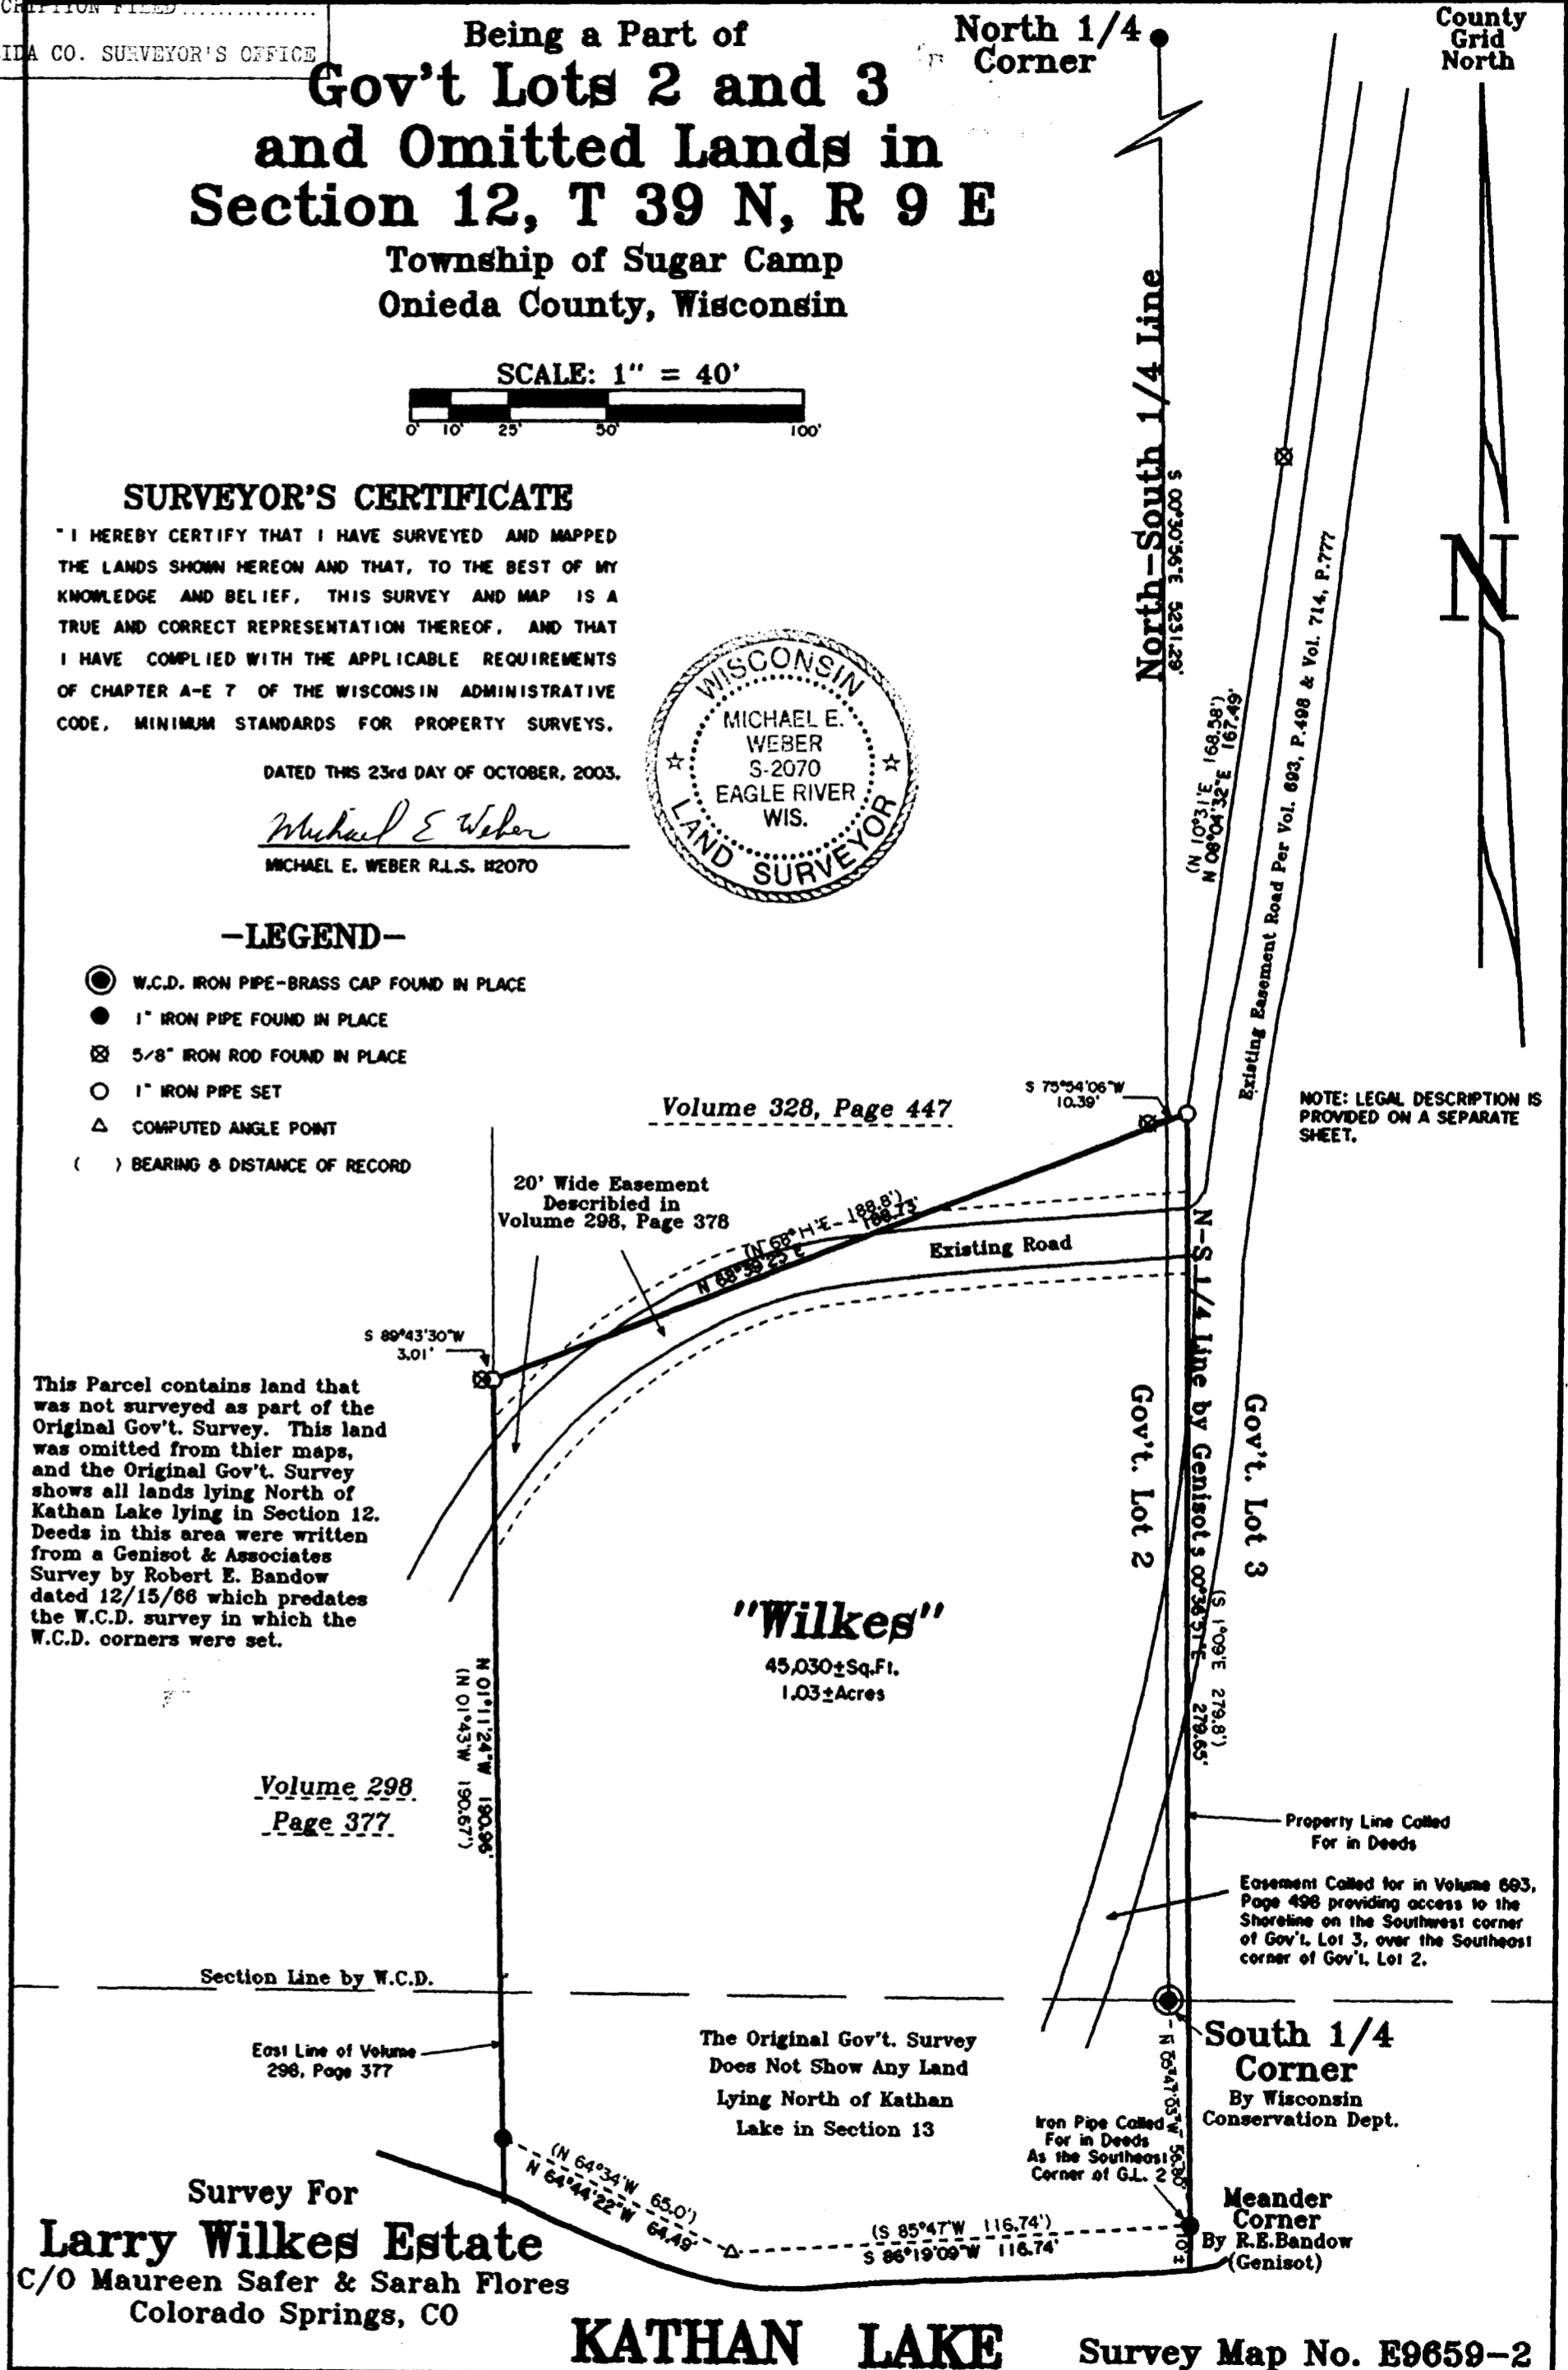 CO. SURVEYOR'S OFFICE
Being a Part of
Gov't Lots 2 and 3
and Omitted Lands in
Section 12, T 39 N, R 9 E
Township of Sugar Camp
Onieda County, Wisconsin
SCALE: 1" = 40'
0' 10' 25' 50' 100'
North 1/4
Corner
County
Grid
North
N
North-South 1/4 Line
S 00°30'56"E 5231.29'
SURVEYOR'S CERTIFICATE
"I HEREBY CERTIFY THAT I HAVE SURVEYED AND MAPPED
THE LANDS SHOWN HEREON AND THAT, TO THE BEST OF MY
KNOWLEDGE AND BELIEF, THIS SURVEY AND MAP IS A
TRUE AND CORRECT REPRESENTATION THEREOF, AND THAT
I HAVE COMPLIED WITH THE APPLICABLE REQUIREMENTS
OF CHAPTER A-E 7 OF THE WISCONSIN ADMINISTRATIVE
CODE, MINIMUM STANDARDS FOR PROPERTY SURVEYS.
DATED THIS 23rd DAY OF OCTOBER, 2003.
Michael E Weber
MICHAEL E. WEBER R.L.S. #2070
WISCONSIN
MICHAEL E.
WEBER
S-2070
EAGLE RIVER
WIS.
LAND SURVEYOR
(N 10°31'E 168.58')
N 08°04'32"E 167.49'
Existing Easement Road Per Vol. 693, P.498 & Vol. 714, P.777
-LEGEND-
W.C.D. IRON PIPE-BRASS CAP FOUND IN PLACE
1" IRON PIPE FOUND IN PLACE
5/8" IRON ROD FOUND IN PLACE
1" IRON PIPE SET
COMPUTED ANGLE POINT
( ) BEARING & DISTANCE OF RECORD
Volume 328, Page 447
S 75°54'06"W
10.39'
NOTE: LEGAL DESCRIPTION IS
PROVIDED ON A SEPARATE
SHEET.
20' Wide Easement
Describied in
Volume 298, Page 378
(N 68°11'E 188.8')
N 68°39'25"E 188.73'
Existing Road
S 89°43'30"W
3.01'
This Parcel contains land that
was not surveyed as part of the
Original Gov't. Survey. This land
was omitted from thier maps,
and the Original Gov't. Survey
shows all lands lying North of
Kathan Lake lying in Section 12.
Deeds in this area were written
from a Genisot & Associates
Survey by Robert E. Bandow
dated 12/15/66 which predates
the W.C.D. survey in which the
W.C.D. corners were set.
Gov't. Lot 2
N-S 1/4 Line by Genisot
S 00°36'51"E 279.65'
(S 1°09'E 279.8')
Gov't. Lot 3
"Wilkes"
45,030±Sq.Ft.
1.03±Acres
N 01°11'24"W 190.96'
(N 01°43'W 190.67')
Volume 298
Page 377
Property Line Called
For in Deeds
Easement Called for in Volume 693,
Page 498 providing access to the
Shoreline on the Southwest corner
of Gov't. Lot 3, over the Southeast
corner of Gov't. Lot 2.
Section Line by W.C.D.
East Line of Volume
298, Page 377
The Original Gov't. Survey
Does Not Show Any Land
Lying North of Kathan
Lake in Section 13
South 1/4
Corner
By Wisconsin
Conservation Dept.
Iron Pipe Called
For in Deeds
As the Southeast
Corner of G.L. 2
(N 64°34'W 65.0')
N 64°44'22"W 64.49'
(S 85°47'W 116.74')
S 86°19'09"W 116.74'
10'±
Meander
Corner
By R.E.Bandow
(Genisot)
Survey For
Larry Wilkes Estate
C/O Maureen Safer & Sarah Flores
Colorado Springs, CO
KATHAN LAKE
Survey Map No. E9659-2